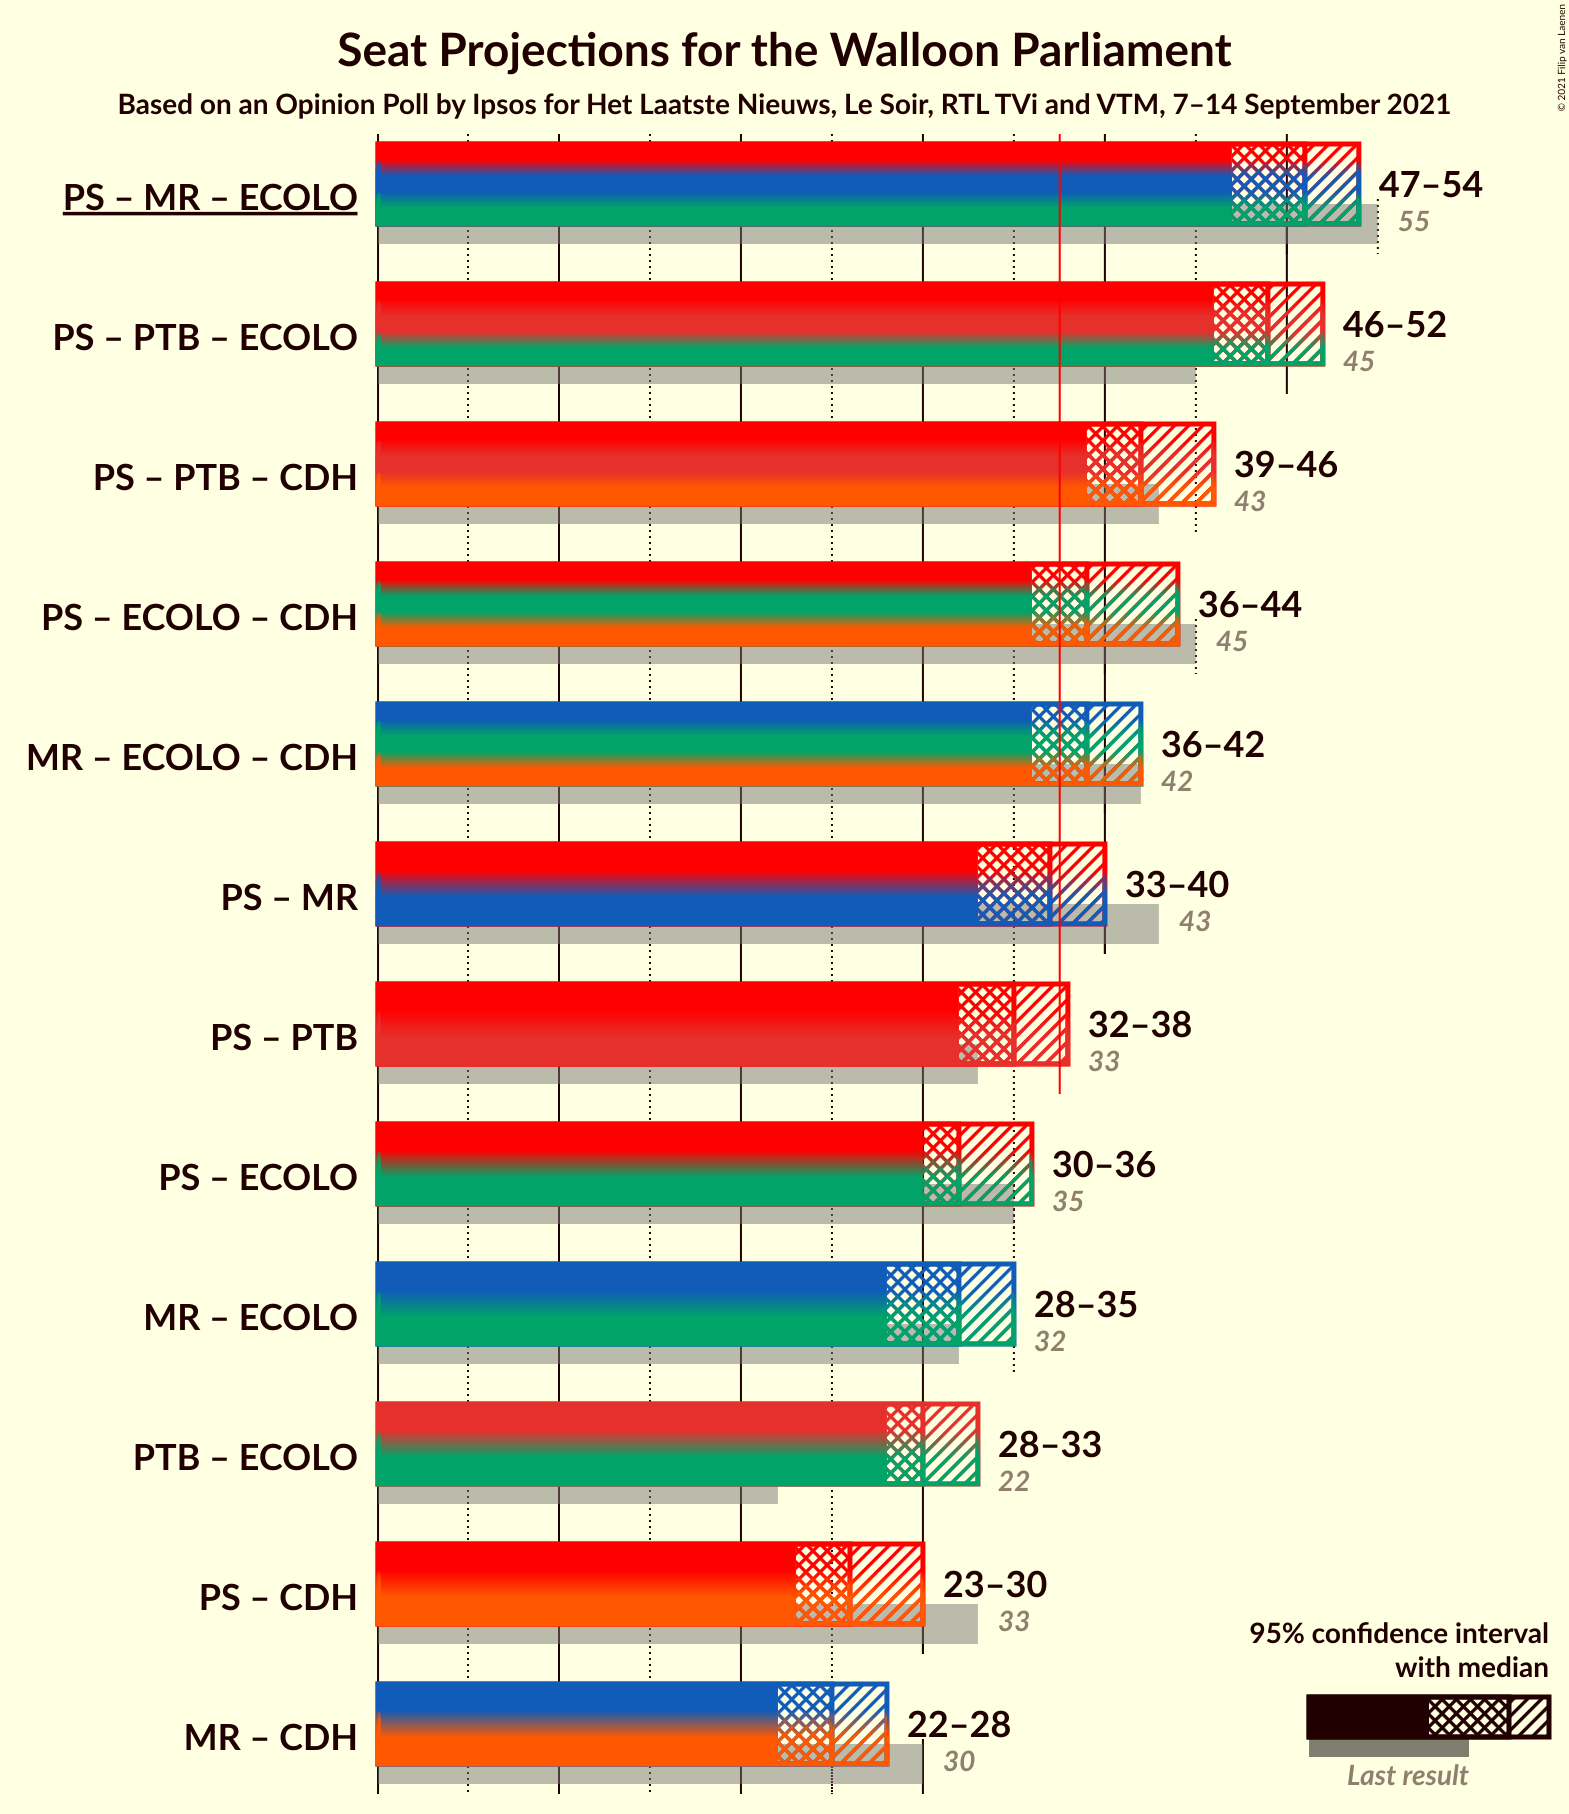 Seat Projections for the Walloon Parliament
Based on an Opinion Poll by Ipsos for Het Laatste Nieuws, Le Soir, RTL TVi and VTM, 7–14 September 2021
© 2021 Filip van Laenen
PS – MR – ECOLO
47–54
55
PS – PTB – ECOLO
46–52
45
PS – PTB – CDH
39–46
43
PS – ECOLO – CDH
36–44
45
MR – ECOLO – CDH
36–42
42
PS – MR
33–40
43
PS – PTB
32–38
33
PS – ECOLO
30–36
35
MR – ECOLO
28–35
32
PTB – ECOLO
28–33
22
PS – CDH
23–30
33
MR – CDH
22–28
30
95% confidence interval
with median
Last result